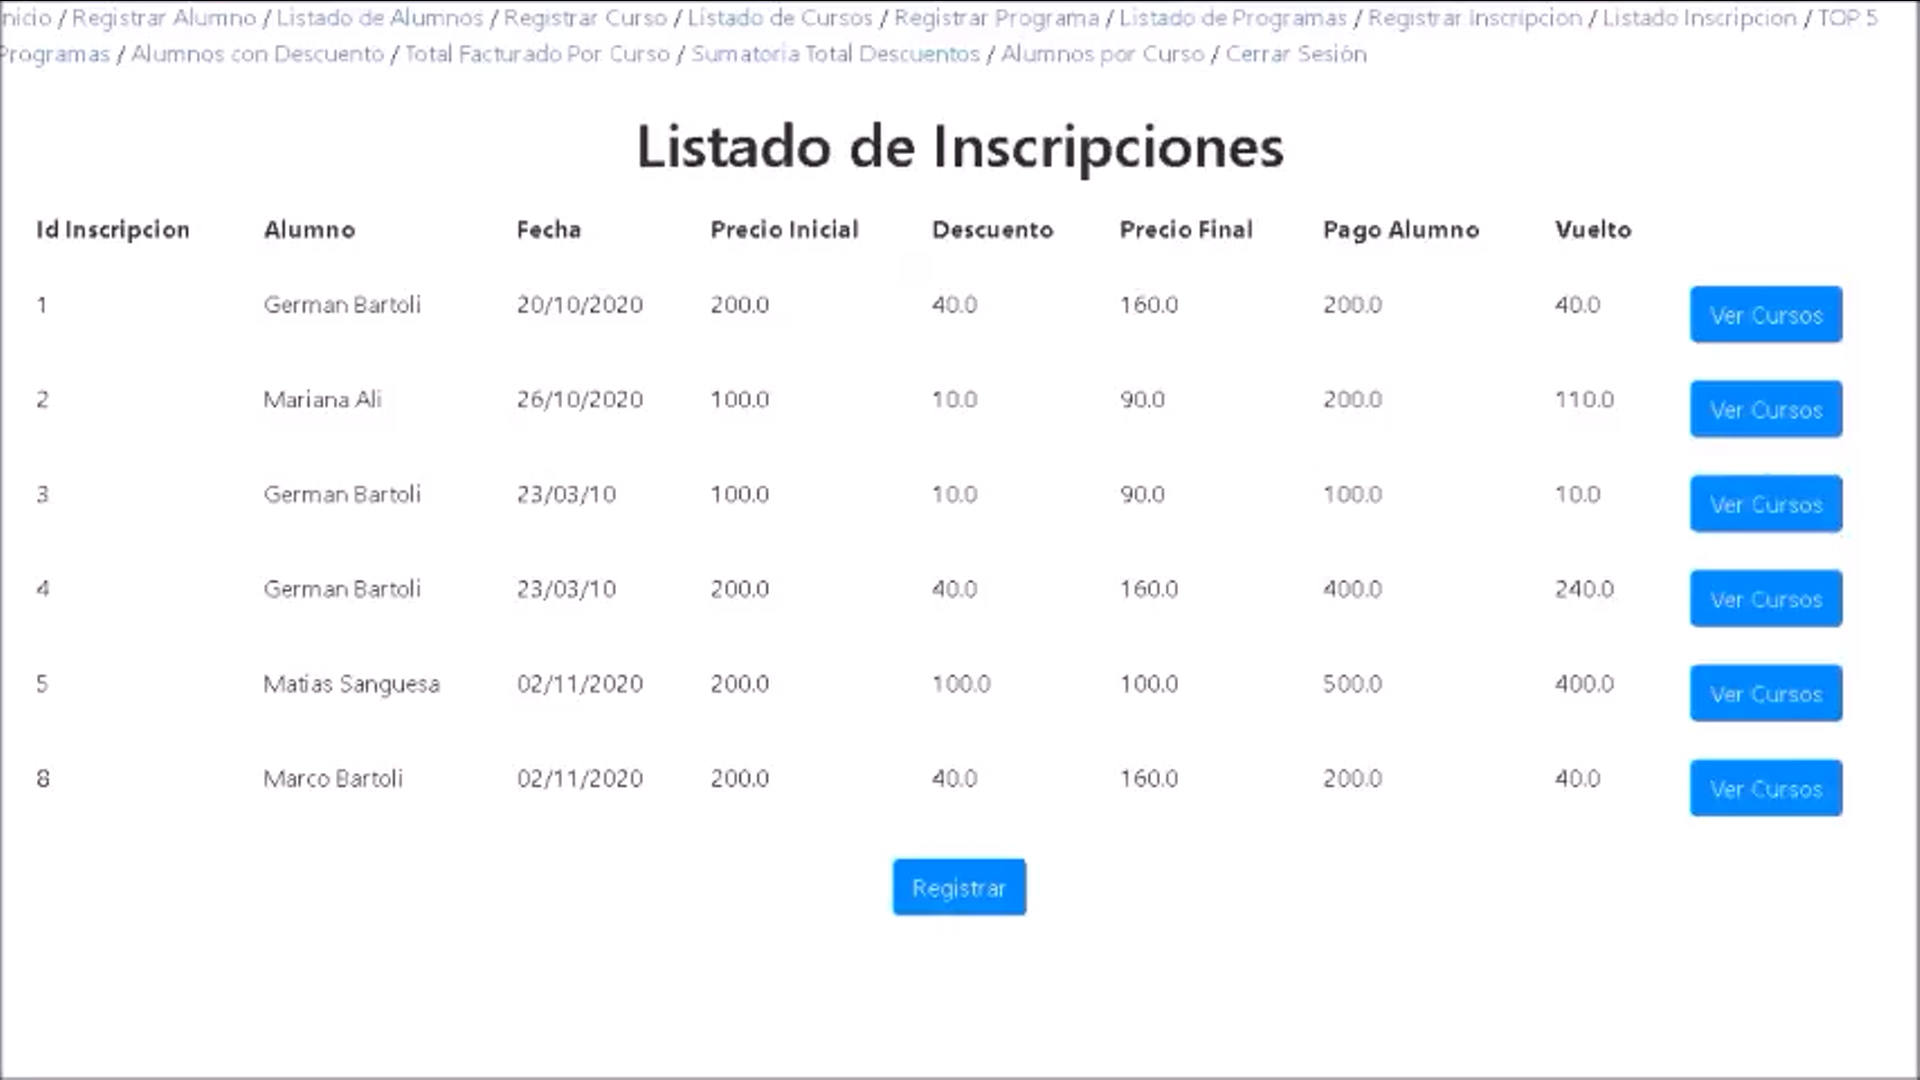 nicio / Registrar Alumno / Listado de Alumnos / Registrar Curso / Listado de Cursos / Registrar Programa / Listado de Programas / Registrar Inscripcion / Listado Inscripcion / TOP 5
Programas / Alumnos con Descuento / Total Facturado Por Curso / Sumatoria Total Descuentos / Alumnos por Curso / Cerrar Sesión
Listado de Inscripciones
Id Inscripcion Alumno Fecha Precio Inicial Descuento Precio Final Pago Alumno Vuelto
1 German Bartoli 20/10/2020 200.0 40.0 160.0 200.0 40.0 Ver Cursos
2 Mariana Ali 26/10/2020 100.0 10.0 90.0 200.0 110.0 Ver Cursos
3 German Bartoli 23/03/10 100.0 10.0 90.0 100.0 10.0 Ver Cursos
4 German Bartoli 23/03/10 200.0 40.0 160.0 400.0 240.0 Ver Cursos
5 Matias Sanguesa 02/11/2020 200.0 100.0 100.0 500.0 400.0 Ver Cursos
8 Marco Bartoli 02/11/2020 200.0 40.0 160.0 200.0 40.0 Ver Cursos
Registrar